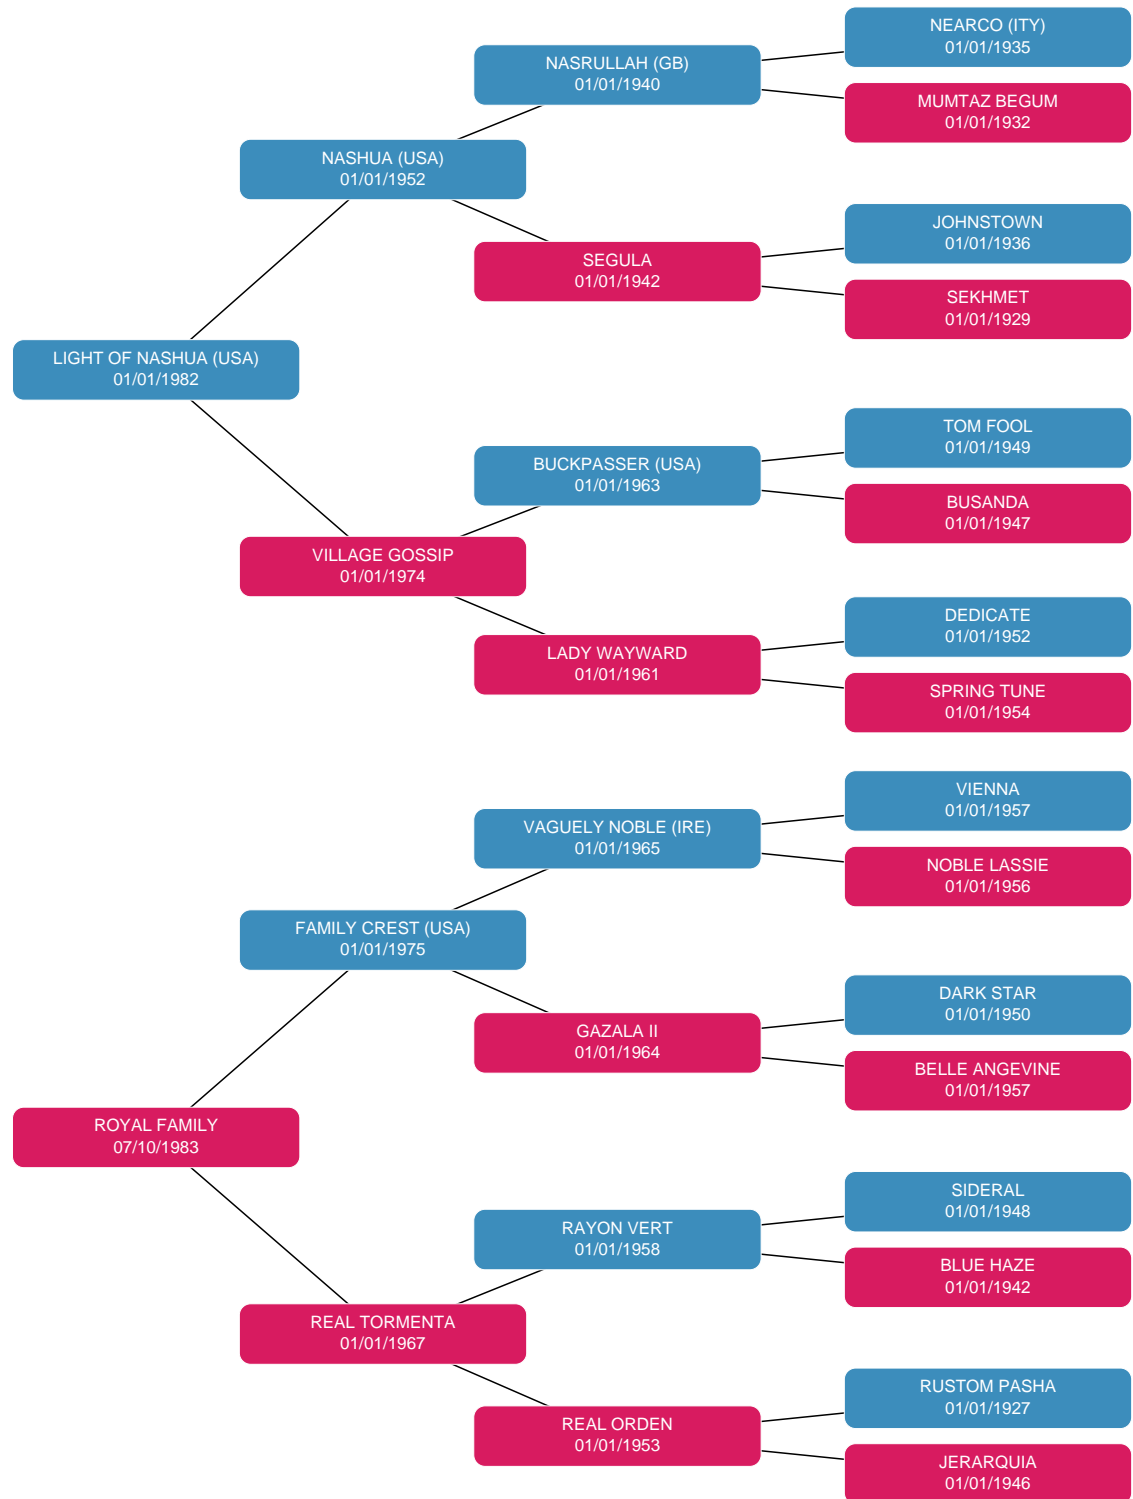 NEARCO (ITY)
01/01/1935
NASRULLAH (GB)
01/01/1940
MUMTAZ BEGUM
01/01/1932
NASHUA (USA)
01/01/1952
JOHNSTOWN
01/01/1936
SEGULA
01/01/1942
SEKHMET
01/01/1929
LIGHT OF NASHUA (USA)
01/01/1982
TOM FOOL
01/01/1949
BUCKPASSER (USA)
01/01/1963
BUSANDA
01/01/1947
VILLAGE GOSSIP
01/01/1974
DEDICATE
01/01/1952
LADY WAYWARD
01/01/1961
SPRING TUNE
01/01/1954
VIENNA
01/01/1957
VAGUELY NOBLE (IRE)
01/01/1965
NOBLE LASSIE
01/01/1956
FAMILY CREST (USA)
01/01/1975
DARK STAR
01/01/1950
GAZALA II
01/01/1964
BELLE ANGEVINE
01/01/1957
ROYAL FAMILY
07/10/1983
SIDERAL
01/01/1948
RAYON VERT
01/01/1958
BLUE HAZE
01/01/1942
REAL TORMENTA
01/01/1967
RUSTOM PASHA
01/01/1927
REAL ORDEN
01/01/1953
JERARQUIA
01/01/1946